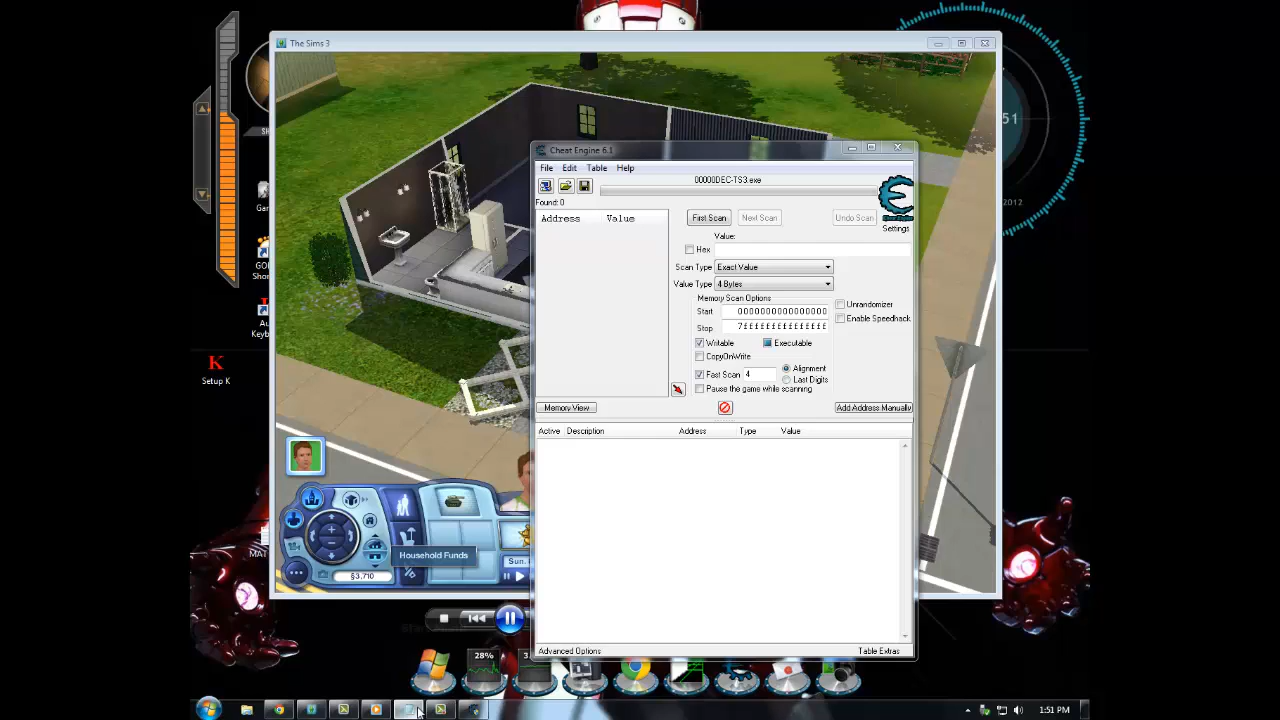 The Sims 3
51
2012
Cheat Engine 6.1
File Edit Table Help
00000DEC-TS3.exe
Found: 0
Address Value
First Scan Next Scan Undo Scan
Settings
Value:
Hex
Scan Type Exact Value
Value Type 4 Bytes
Memory Scan Options
Start 0000000000000000
Stop 7fffffffffffffff
Unrandomizer
Enable Speedhack
Writable Executable
CopyOnWrite
Fast Scan 4 Alignment
Last Digits
Pause the game while scanning
Memory View Add Address Manually
Active Description Address Type Value
K
Setup K
Household Funds
§3,710
Sun.
28%
Advanced Options Table Extras
1:51 PM